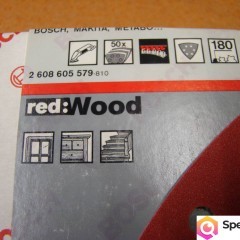 BOSCH, MAKITA, METABO...
50x
180
2 608 605 579-810
red:Wood
Spe